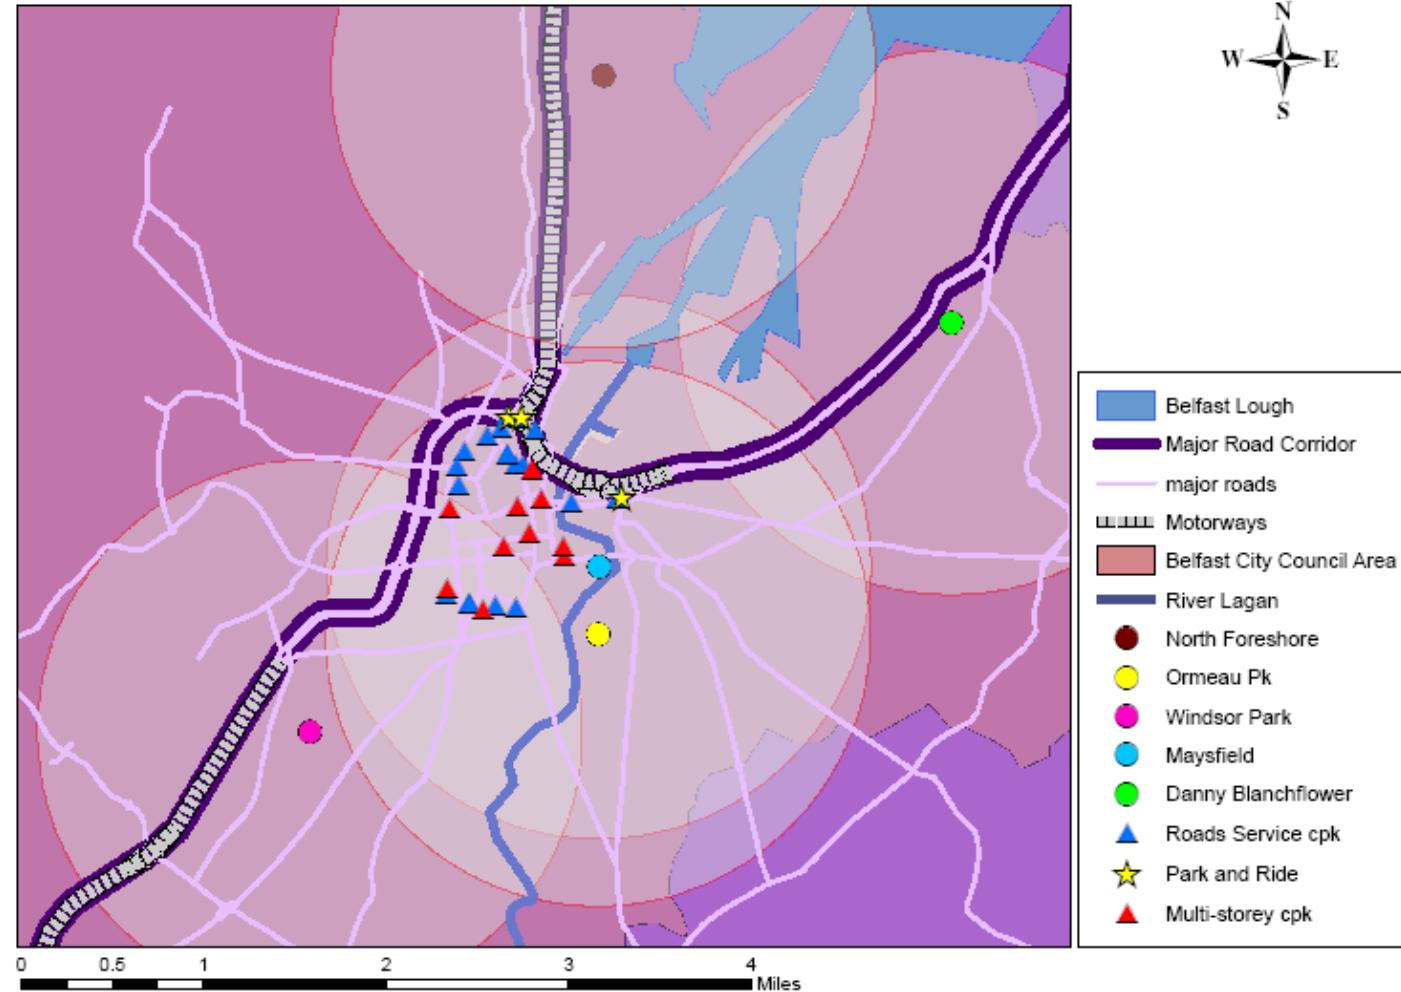 N
W E
S
Belfast Lough
Major Road Corridor
major roads
Motorways
Belfast City Council Area
River Lagan
North Foreshore
Ormeau Pk
Windsor Park
Maysfield
Danny Blanchflower
Roads Service cpk
Park and Ride
Multi-storey cpk
0 0.5 1 2 3 4
Miles